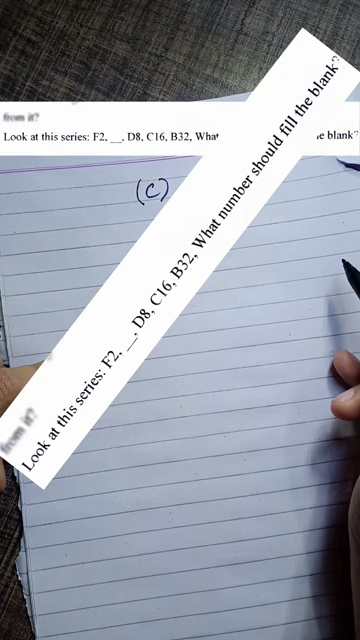 from it?
Look at this series: F2, __, D8, C16, B32, What
e blank?
(C)
from it?
Look at this series: F2, __, D8, C16, B32, What number should fill the blank?